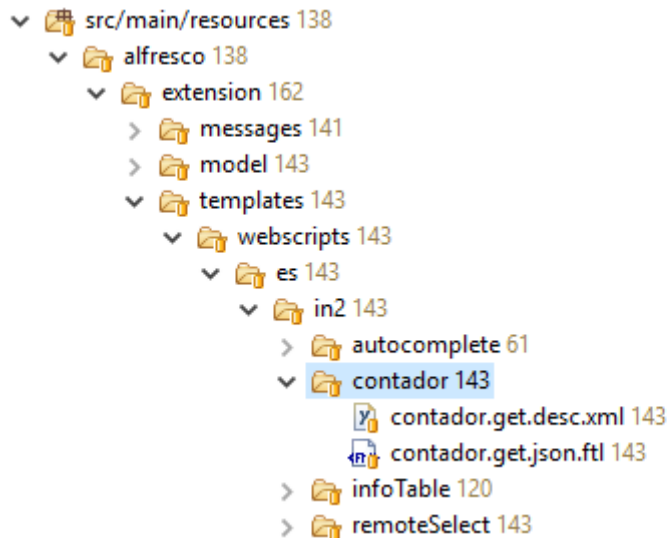 src/main/resources 138
alfresco 138
extension 162
messages 141
model 143
templates 143
webscripts 143
es 143
in2 143
autocomplete 61
contador 143
contador.get.desc.xml 143
contador.get.json.ftl 143
infoTable 120
remoteSelect 143